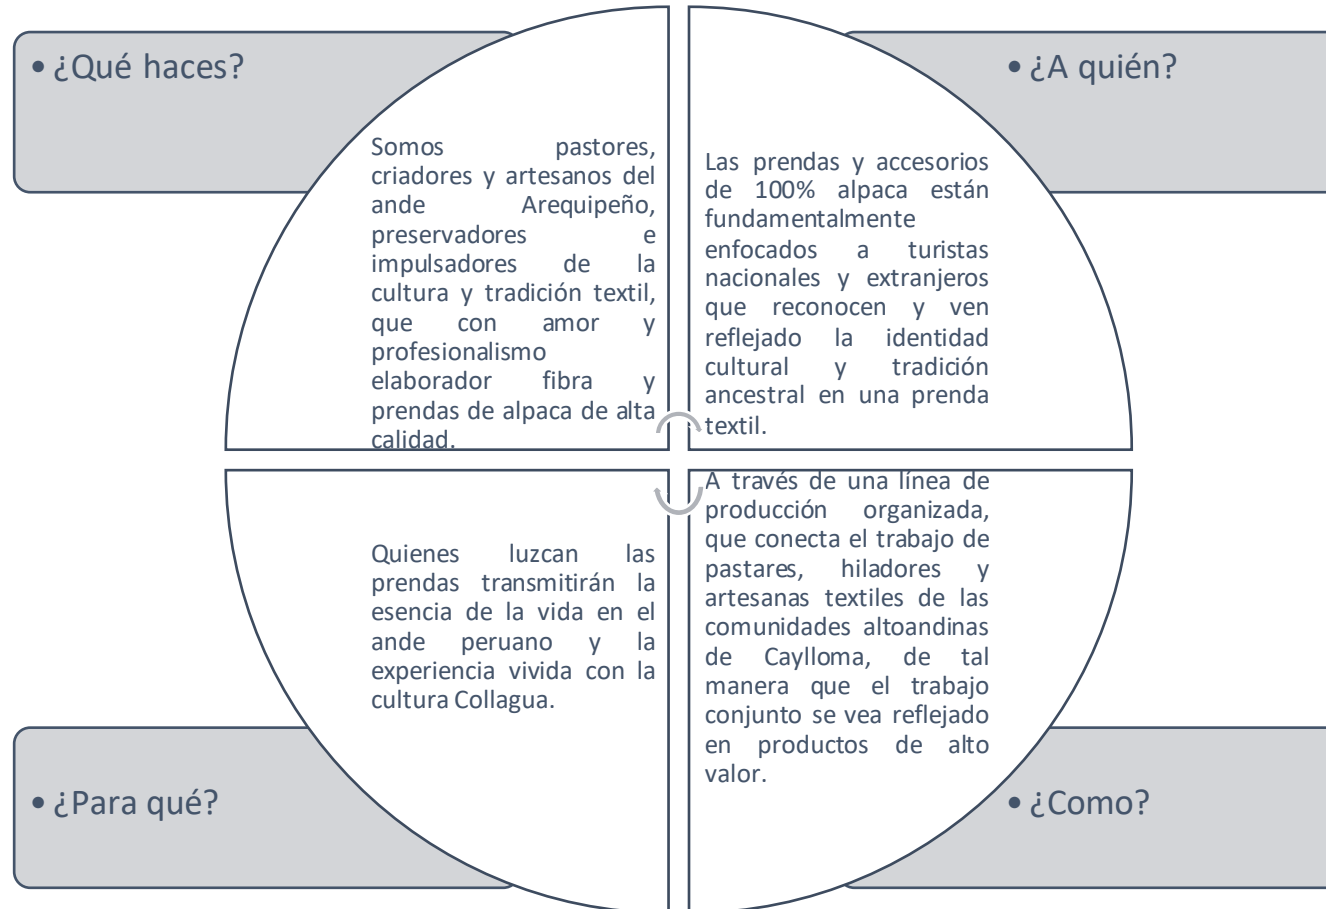 • ¿Qué haces?
Somos pastores,
criadores y artesanos del
ande Arequipeño,
preservadores e
impulsadores de la
cultura y tradición textil,
que con amor y
profesionalismo
elaborador fibra y
prendas de alpaca de alta
calidad.
• ¿A quién?
Las prendas y accesorios
de 100% alpaca están
fundamentalmente
enfocados a turistas
nacionales y extranjeros
que reconocen y ven
reflejado la identidad
cultural y tradición
ancestral en una prenda
textil.
• ¿Para qué?
Quienes luzcan las
prendas transmitirán la
esencia de la vida en el
ande peruano y la
experiencia vivida con la
cultura Collagua.
• ¿Como?
A través de una línea de
producción organizada,
que conecta el trabajo de
pastares, hiladores y
artesanas textiles de las
comunidades altoandinas
de Caylloma, de tal
manera que el trabajo
conjunto se vea reflejado
en productos de alto
valor.